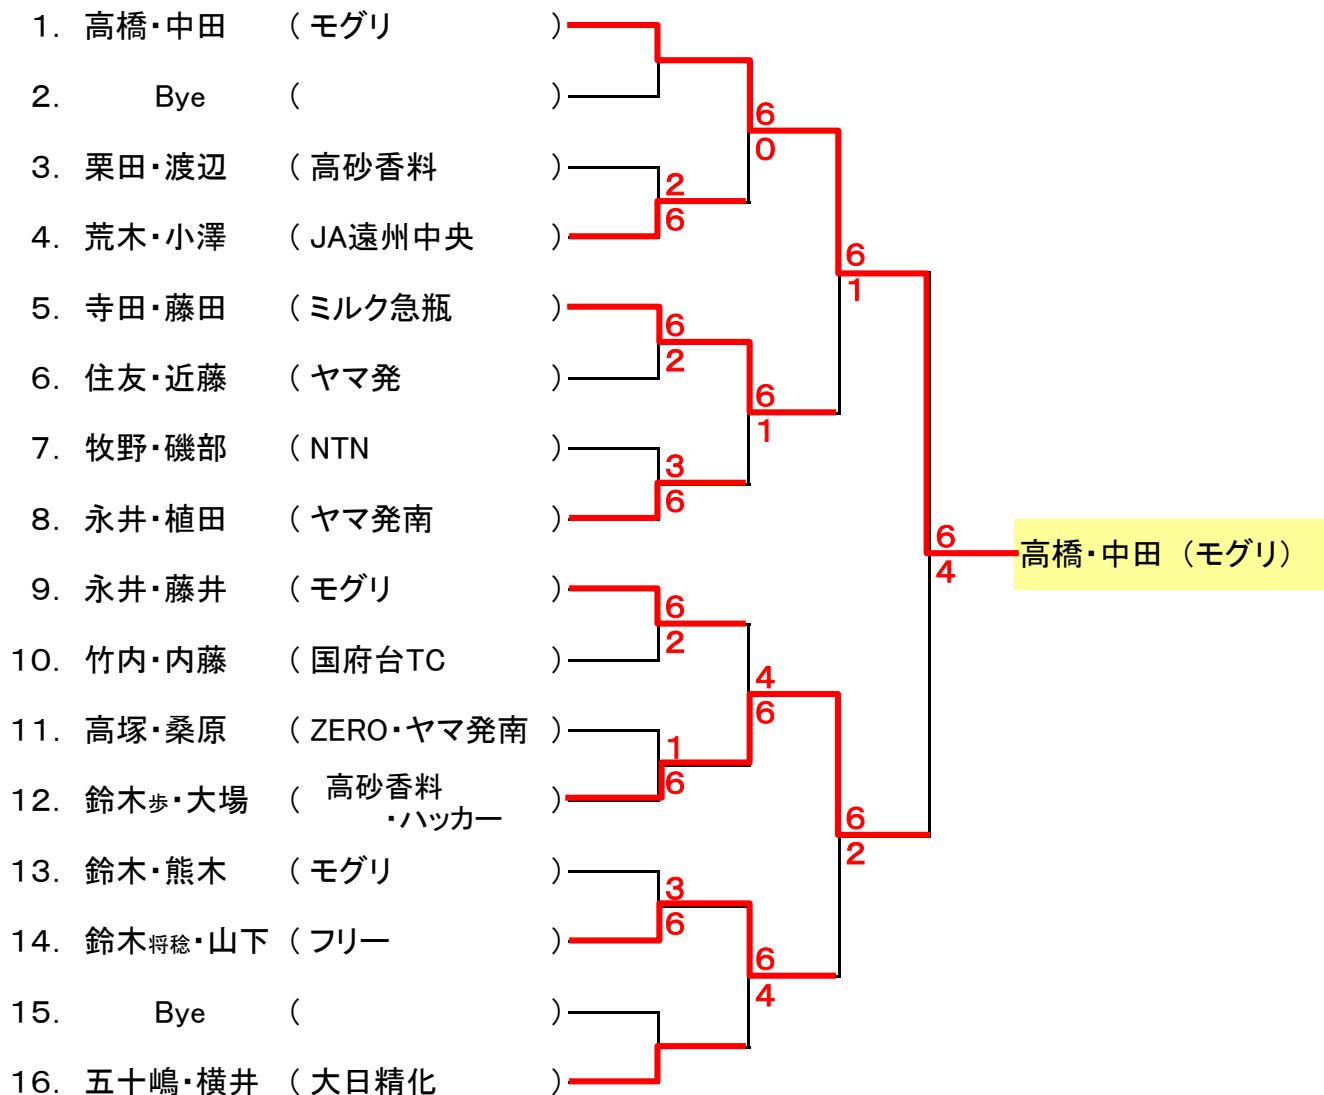 1. 高橋・中田 ( モグリ )
2. Bye ( )
6
0
3. 栗田・渡辺 ( 高砂香料 )
2
6
4. 荒木・小澤 ( JA遠州中央 )
6
1
5. 寺田・藤田 ( ミルク急瓶 )
6
2
6. 住友・近藤 ( ヤマ発 )
6
1
7. 牧野・磯部 ( NTN )
3
6
8. 永井・植田 ( ヤマ発南 )
6
4
高橋・中田 (モグリ)
9. 永井・藤井 ( モグリ )
6
2
10. 竹内・内藤 ( 国府台TC )
4
6
11. 高塚・桑原 ( ZERO・ヤマ発南 )
1
6
12. 鈴木歩・大場 ( 高砂香料
・ハッカー )
6
2
13. 鈴木・熊木 ( モグリ )
3
6
14. 鈴木将稔・山下 ( フリー )
6
4
15. Bye ( )
16. 五十嶋・横井 ( 大日精化 )